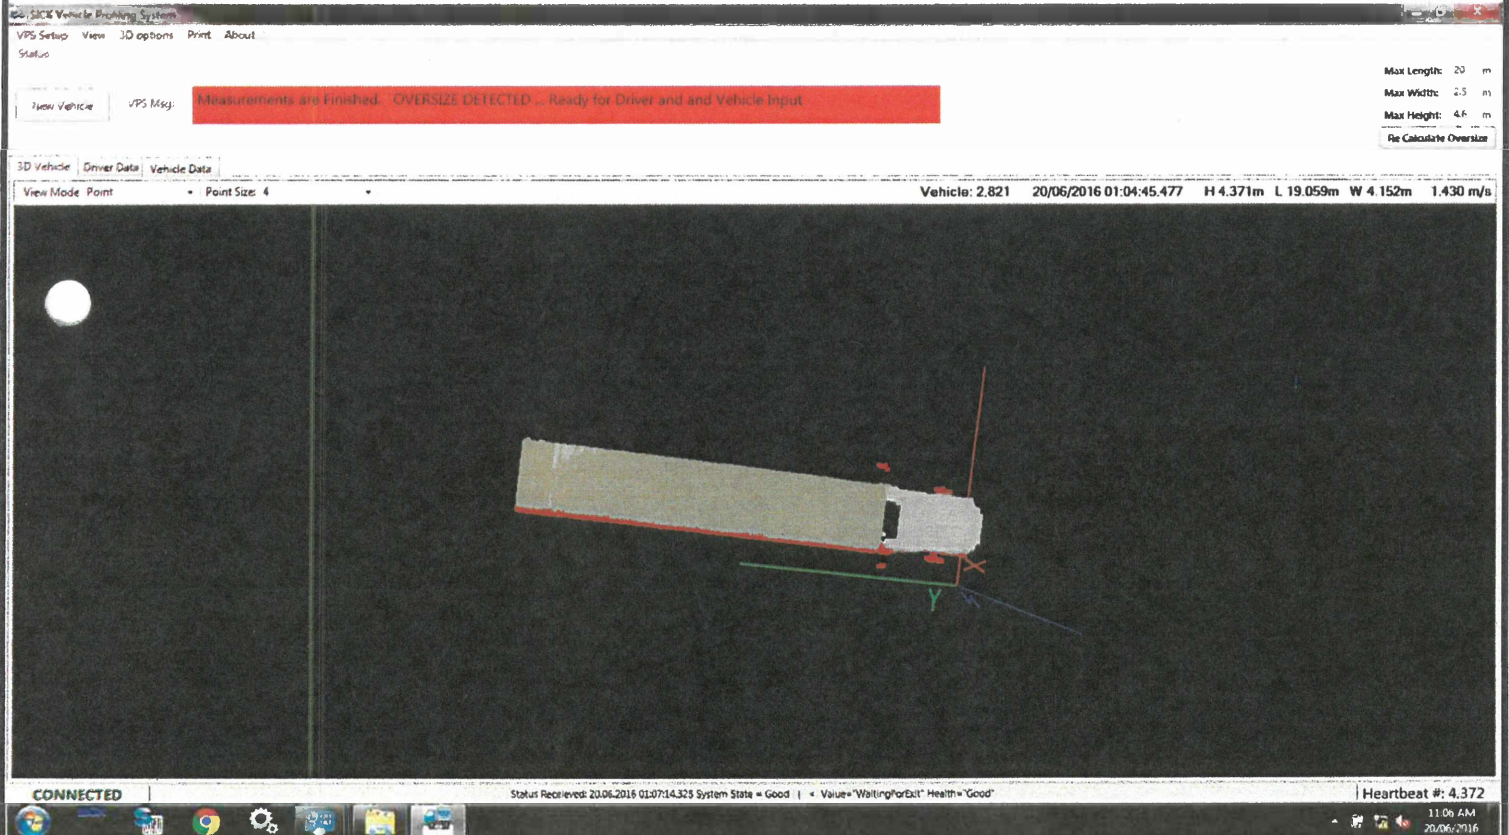 SICK Vehicle Profiling System
VPS Setup View 3D options Print About
Status
New Vehicle
VPS Msg: Measurements are Finished. OVERSIZE DETECTED... Ready for Driver and and Vehicle Input
Max Length: 20 m
Max Width: 2.5 m
Max Height: 4.6 m
Re Calculate Oversize
3D Vehicle Driver Data Vehicle Data
View Mode Point Point Size: 4 Vehicle: 2,821 20/06/2016 01:04:45.477 H 4.371m L 19.059m W 4.152m 1.430 m/s
X
Y
CONNECTED Status Receieved: 20.06.2016 01:07:14.325 System State = Good | < Value="WaitingForExit" Health="Good" Heartbeat #: 4,372
11:06 AM
20/06/2016